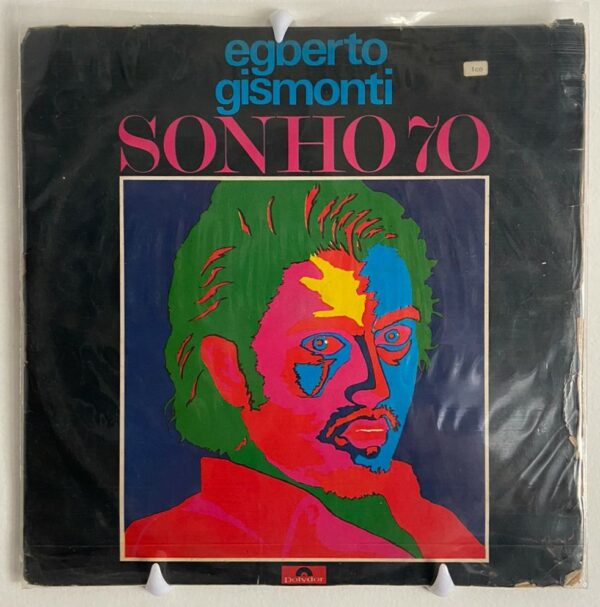 egberto
gismonti
SONHO 70
Polydor